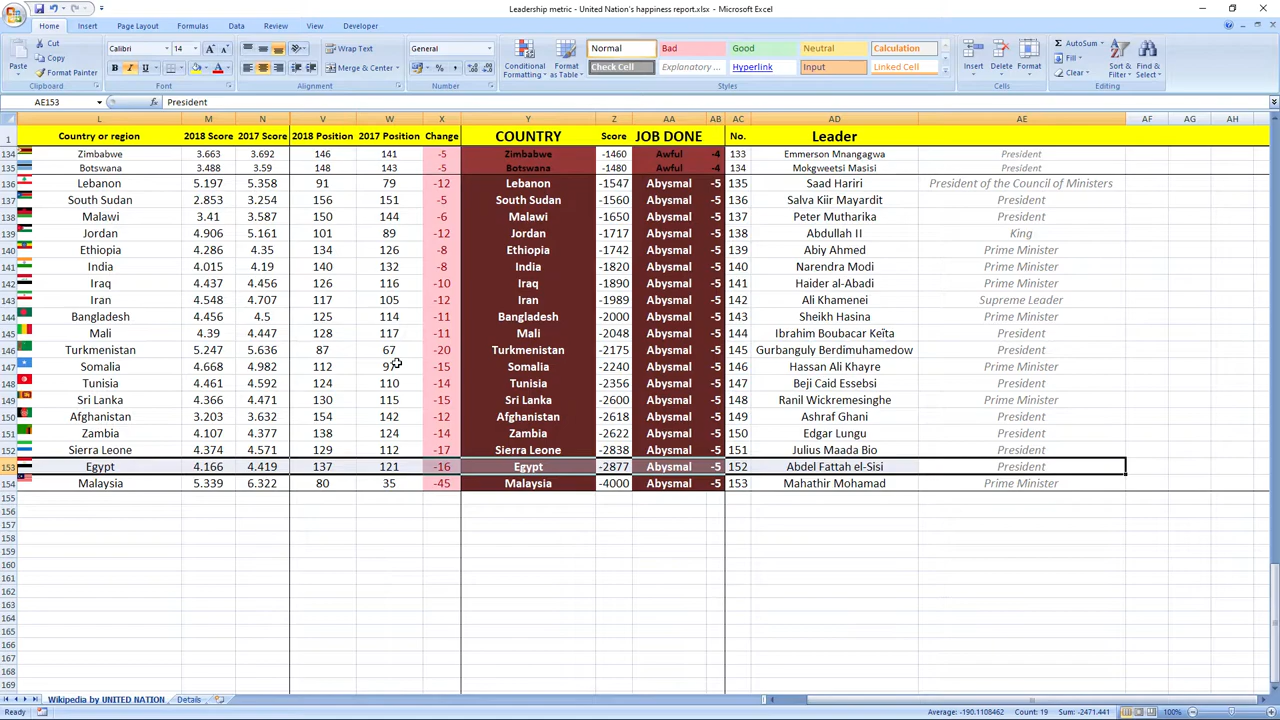 Leadership metric - United Nation's happiness report.xlsx - Microsoft Excel
Home Insert Page Layout Formulas Data Review View Developer
Paste Cut Copy Format Painter Clipboard
Calibri 14 B I U Font
Wrap Text Merge & Center Alignment
General % Number
Conditional Formatting Format as Table
Normal Bad Good Neutral Calculation
Check Cell Explanatory ... Hyperlink Input Linked Cell
Styles
Insert Delete Format Cells
AutoSum Fill Clear Sort & Filter Find & Select Editing
AE153 President
L M N V W X Y Z AA AB AC AD AE AF AG AH
1 Country or region 2018 Score 2017 Score 2018 Position 2017 Position Change COUNTRY Score JOB DONE No. Leader
134 Zimbabwe 3.663 3.692 146 141 -5 Zimbabwe -1460 Awful -4 133 Emmerson Mnangagwa President
Botswana 3.488 3.59 148 143 -5 Botswana -1480 Awful -4 134 Mokgweetsi Masisi President
136 Lebanon 5.197 5.358 91 79 -12 Lebanon -1547 Abysmal -5 135 Saad Hariri President of the Council of Ministers
137 South Sudan 2.853 3.254 156 151 -5 South Sudan -1560 Abysmal -5 136 Salva Kiir Mayardit President
138 Malawi 3.41 3.587 150 144 -6 Malawi -1650 Abysmal -5 137 Peter Mutharika President
139 Jordan 4.906 5.161 101 89 -12 Jordan -1717 Abysmal -5 138 Abdullah II King
140 Ethiopia 4.286 4.35 134 126 -8 Ethiopia -1742 Abysmal -5 139 Abiy Ahmed Prime Minister
141 India 4.015 4.19 140 132 -8 India -1820 Abysmal -5 140 Narendra Modi Prime Minister
142 Iraq 4.437 4.456 126 116 -10 Iraq -1890 Abysmal -5 141 Haider al-Abadi Prime Minister
143 Iran 4.548 4.707 117 105 -12 Iran -1989 Abysmal -5 142 Ali Khamenei Supreme Leader
144 Bangladesh 4.456 4.5 125 114 -11 Bangladesh -2000 Abysmal -5 143 Sheikh Hasina Prime Minister
145 Mali 4.39 4.447 128 117 -11 Mali -2048 Abysmal -5 144 Ibrahim Boubacar Keïta Prime Minister
146 Turkmenistan 5.247 5.636 87 67 -20 Turkmenistan -2175 Abysmal -5 145 Gurbanguly Berdimuhamedow Prime Minister
147 Somalia 4.668 4.982 112 97 -15 Somalia -2240 Abysmal -5 146 Hassan Ali Khayre Prime Minister
148 Tunisia 4.461 4.592 124 110 -14 Tunisia -2356 Abysmal -5 147 Beji Caid Essebsi Prime Minister
149 Sri Lanka 4.366 4.471 130 115 -15 Sri Lanka -2600 Abysmal -5 148 Ranil Wickremesinghe Prime Minister
150 Afghanistan 3.203 3.632 154 142 -12 Afghanistan -2618 Abysmal -5 149 Ashraf Ghani President
151 Zambia 4.107 4.377 138 124 -14 Zambia -2622 Abysmal -5 150 Edgar Lungu President
152 Sierra Leone 4.374 4.571 129 112 -17 Sierra Leone -2838 Abysmal -5 151 Julius Maada Bio President
153 Egypt 4.166 4.419 137 121 -16 Egypt -2877 Abysmal -5 152 Abdel Fattah el-Sisi President
154 Malaysia 5.339 6.322 80 35 -45 Malaysia -4000 Abysmal -5 153 Mahathir Mohamad Prime Minister
155
156
157
158
159
160
161
162
163
164
165
166
167
168
169
Wikipedia by UNITED NATION Details
Ready Average: -190.1108462 Count: 19 Sum: -2471.441 100%